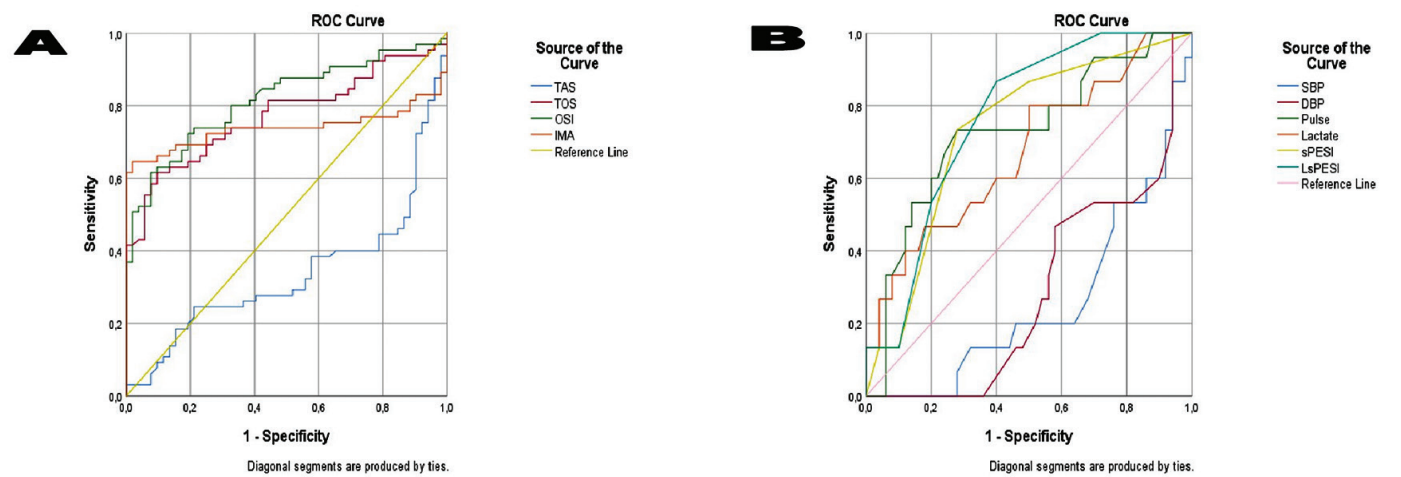 A
ROC Curve
Sensitivity
1,0
0,8
0,6
0,4
0,2
0,0
0,0 0,2 0,4 0,6 0,8 1,0
1 - Specificity
Diagonal segments are produced by ties.
Source of the
Curve
TAS
TOS
OSI
IMA
Reference Line
B
ROC Curve
Sensitivity
1,0
0,8
0,6
0,4
0,2
0,0
0,0 0,2 0,4 0,6 0,8 1,0
1 - Specificity
Diagonal segments are produced by ties.
Source of the
Curve
SBP
DBP
Pulse
Lactate
sPESI
LsPESI
Reference Line